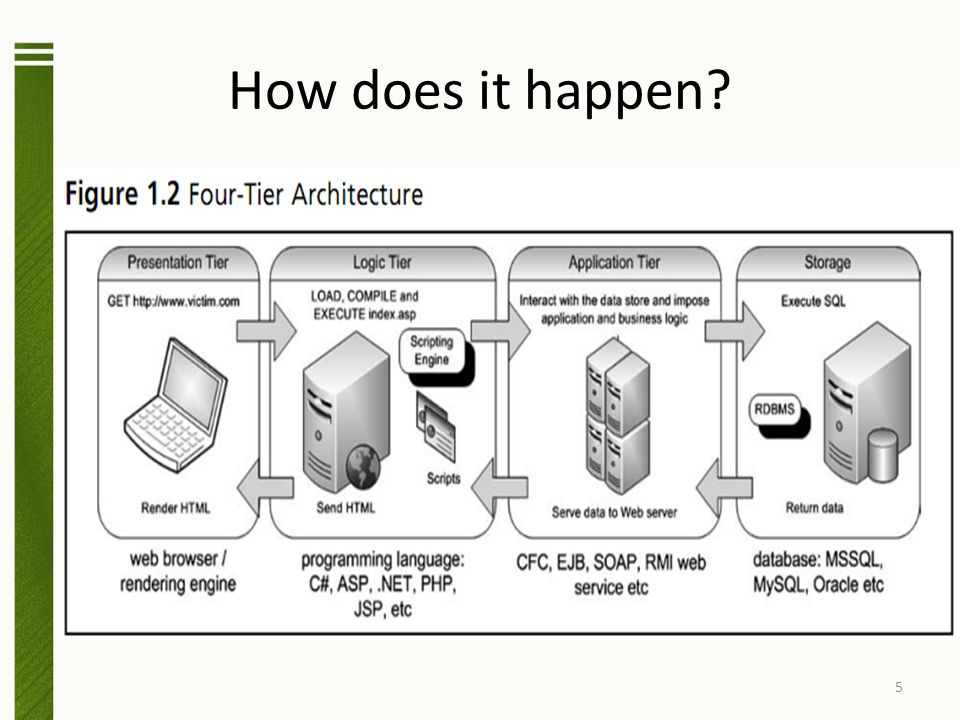 How does it happen?
Figure 1.2 Four-Tier Architecture
Presentation Tier
GET http://www.victim.com
Render HTML
web browser /
rendering engine
Logic Tier
LOAD, COMPILE and
EXECUTE index.asp
Scripting
Engine
Scripts
Send HTML
programming language:
C#, ASP, .NET, PHP,
JSP, etc
Application Tier
Interact with the data store and impose
application and business logic
Serve data to Web server
CFC, EJB, SOAP, RMI web
service etc
Storage
Execute SQL
RDBMS
Return data
database: MSSQL,
MySQL, Oracle etc
5